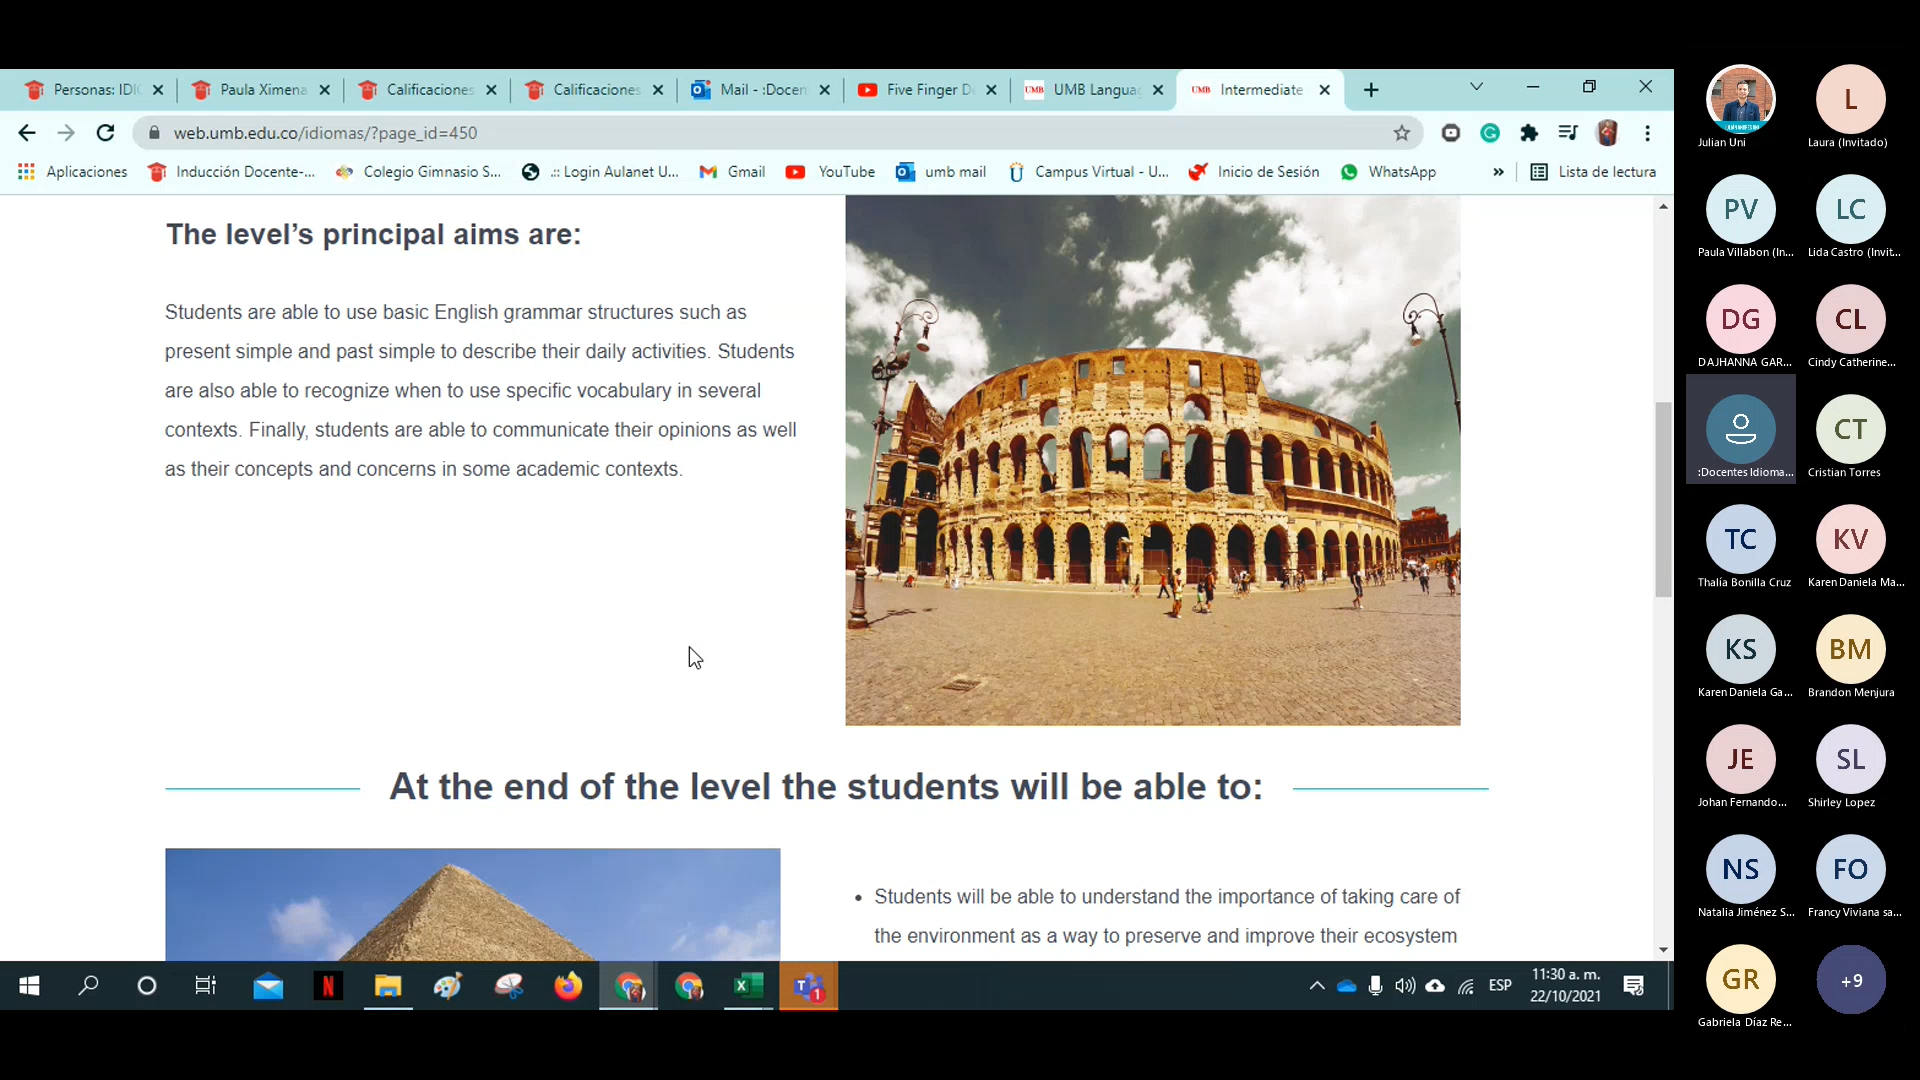 Personas: IDI
Paula Ximena
Calificaciones
Calificaciones
Mail - :Docen
Five Finger De
UMB Languag
Intermediate
web.umb.edu.co/idiomas/?page_id=450
Aplicaciones
Inducción Docente-...
Colegio Gimnasio S...
.:: Login Aulanet U...
Gmail
YouTube
umb mail
Campus Virtual - U...
Inicio de Sesión
WhatsApp
»
Lista de lectura
The level’s principal aims are:
Students are able to use basic English grammar structures such as
present simple and past simple to describe their daily activities. Students
are also able to recognize when to use specific vocabulary in several
contexts. Finally, students are able to communicate their opinions as well
as their concepts and concerns in some academic contexts.
At the end of the level the students will be able to:
• Students will be able to understand the importance of taking care of
the environment as a way to preserve and improve their ecosystem
ESP
11:30 a. m.
22/10/2021
Julian Uni
L
Laura (Invitado)
PV
Paula Villabon (In...
LC
Lida Castro (Invit...
DG
DAJHANNA GAR...
CL
Cindy Catherine...
:Docentes Idioma...
CT
Cristian Torres
TC
Thalía Bonilla Cruz
KV
Karen Daniela Ma...
KS
Karen Daniela Ga...
BM
Brandon Menjura
JE
Johan Fernando...
SL
Shirley Lopez
NS
Natalia Jiménez S...
FO
Francy Viviana sa...
GR
Gabriela Díaz Re...
+9